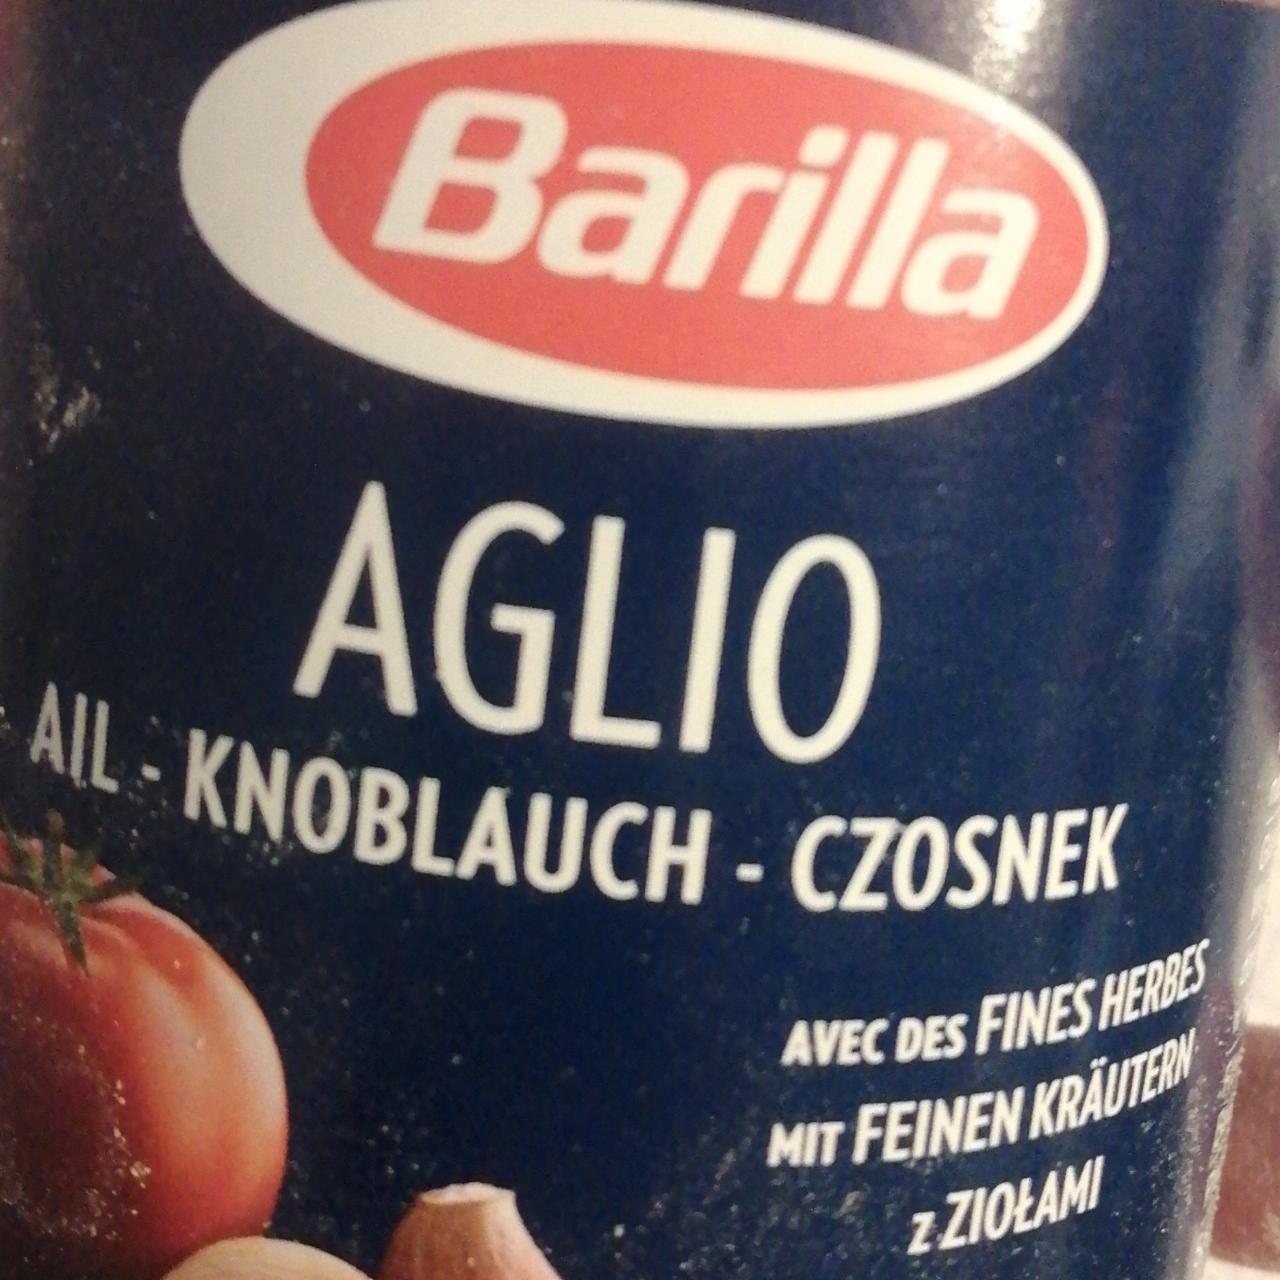 Barilla
AGLIO
AIL - KNOBLAUCH - CZOSNEK
AVEC DES FINES HERBES
MIT FEINEN KRÄUTERN
z ZIOŁAMI